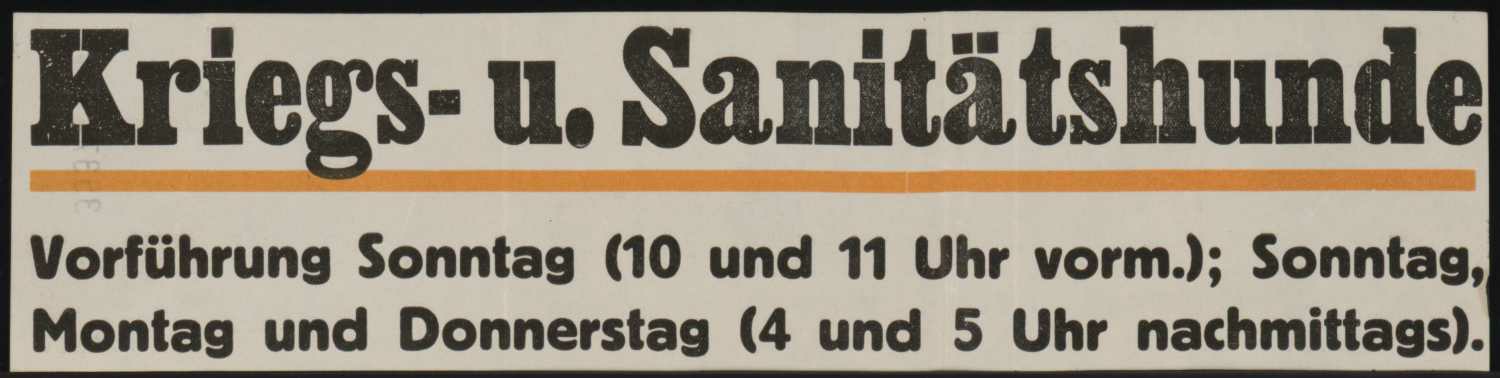 Kriegs- u. Sanitätshunde
Vorführung Sonntag (10 und 11 Uhr vorm.); Sonntag,
Montag und Donnerstag (4 und 5 Uhr nachmittags).